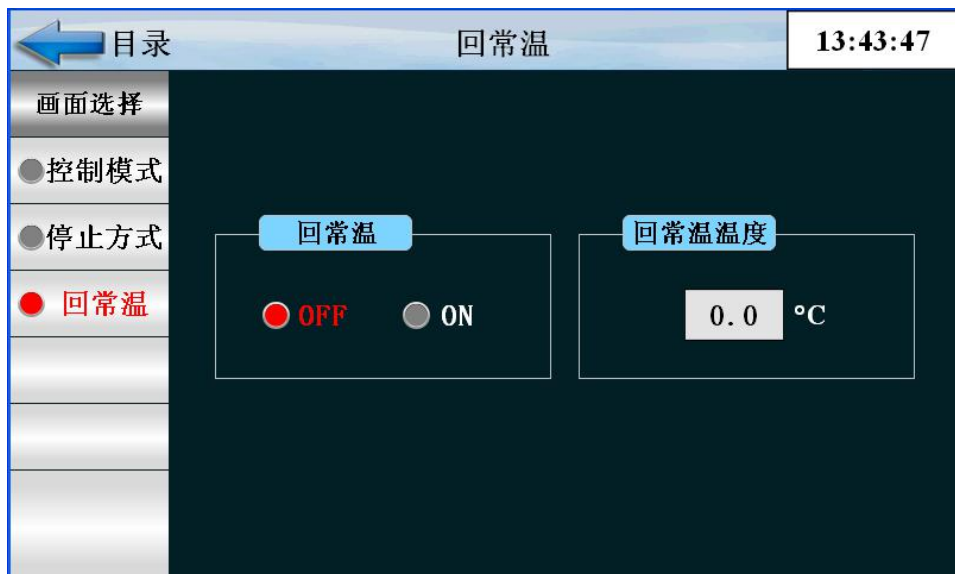 目录
回常温
13:43:47
画面选择
控制模式
停止方式
回常温
回常温
OFF
ON
回常温温度
0.0 °C